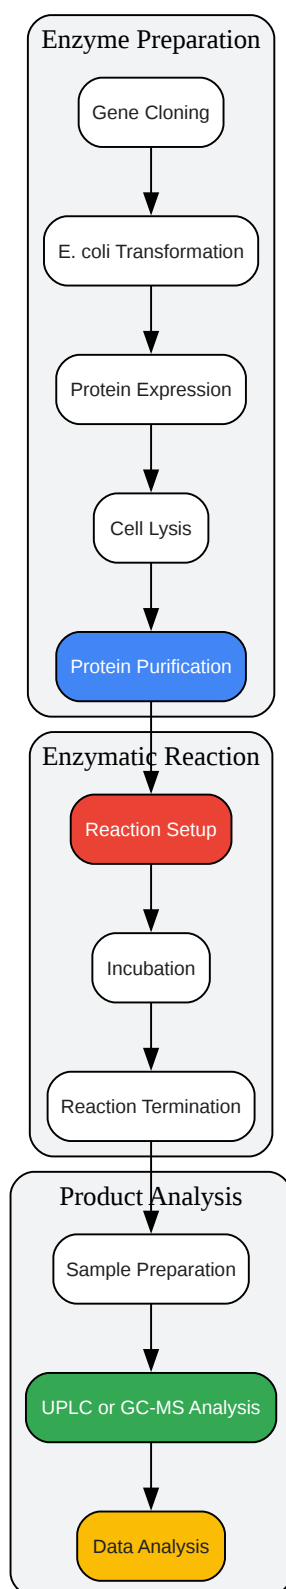 Enzyme Preparation
Gene Cloning
E. coli Transformation
Protein Expression
Cell Lysis
Protein Purification
Enzymatic Reaction
Reaction Setup
Incubation
Reaction Termination
Product Analysis
Sample Preparation
UPLC or GC-MS Analysis
Data Analysis